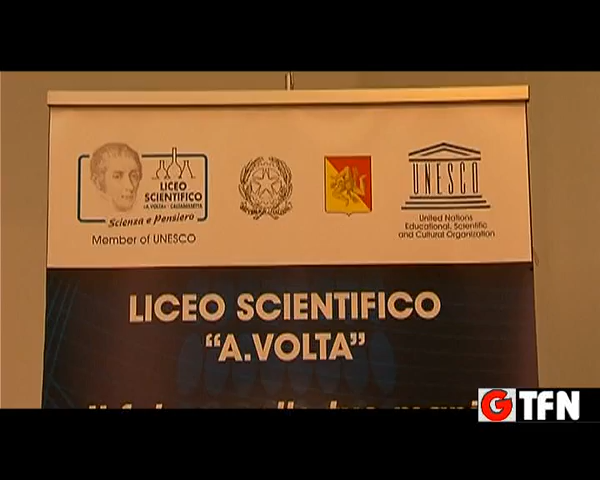 LICEO
SCIENTIFICO
"A. VOLTA" CALTANISSETTA
Scienza e Pensiero
Member of UNESCO
UNESCO
United Nations
Educational, Scientific
and Cultural Organization
LICEO SCIENTIFICO
"A.VOLTA"
G TFN